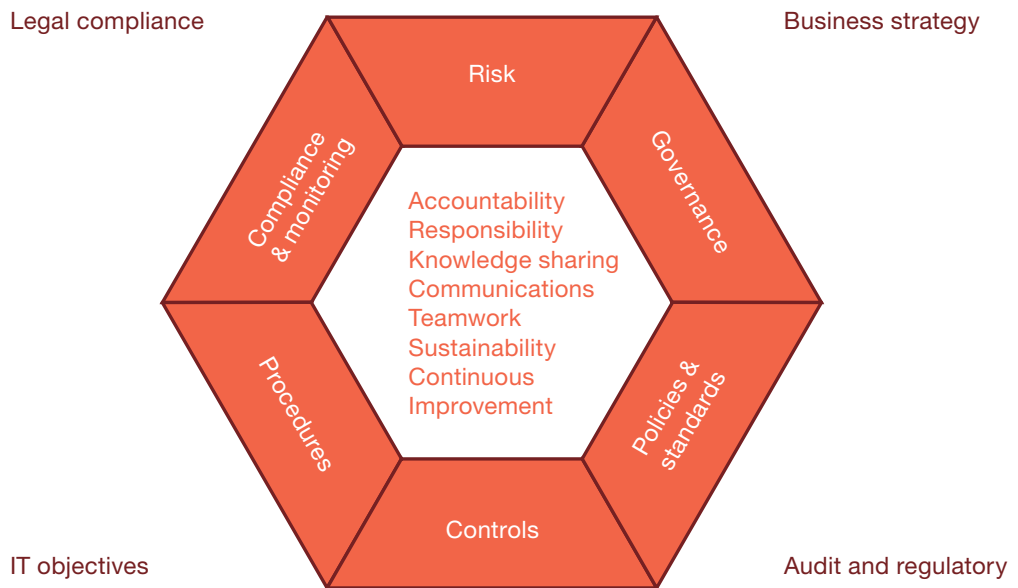 Legal compliance
Business strategy
Risk
Compliance
& monitoring
Governance
Accountability
Responsibility
Knowledge sharing
Communications
Teamwork
Sustainability
Continuous
Improvement
Procedures
Policies &
standards
Controls
IT objectives
Audit and regulatory